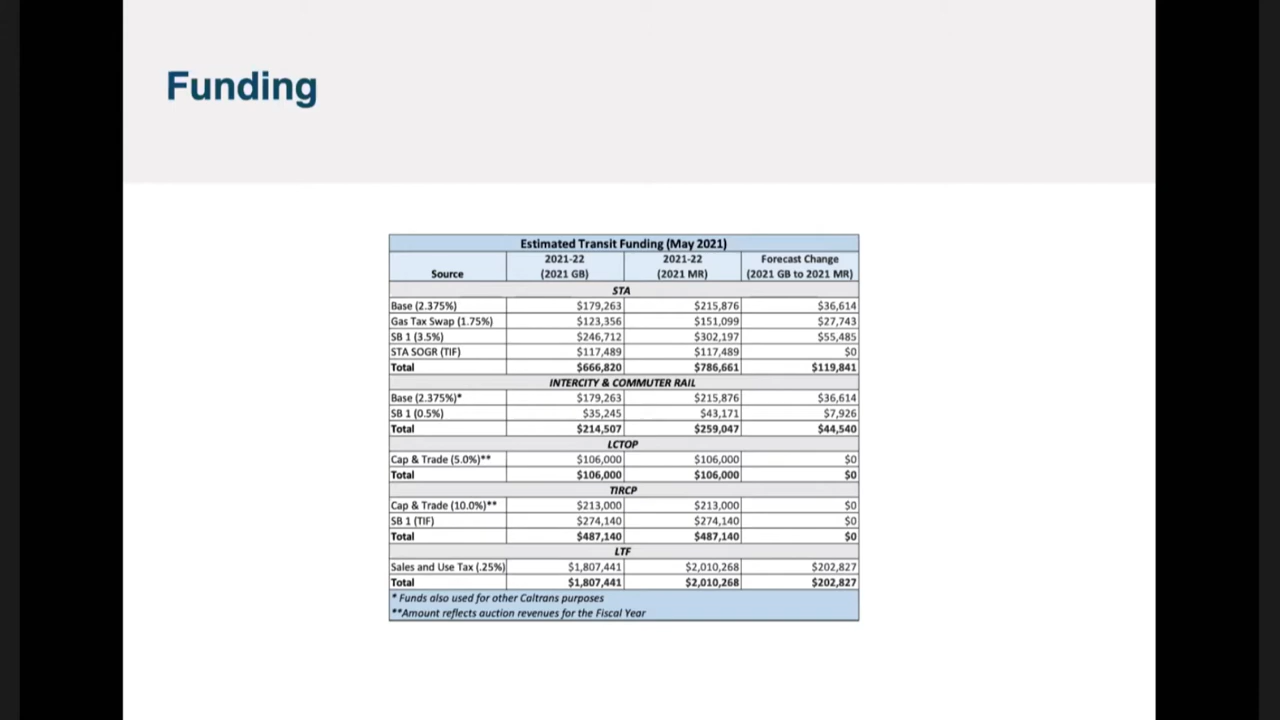 Funding
Estimated Transit Funding (May 2021)
Source 2021-22 (2021 GB) 2021-22 (2021 MR) Forecast Change (2021 GB to 2021 MR)
STA
Base (2.375%) $179,263 $215,876 $36,614
Gas Tax Swap (1.75%) $123,356 $151,099 $27,743
SB 1 (3.5%) $246,712 $302,197 $55,485
STA SOGR (TIF) $117,489 $117,489 $0
Total $666,820 $786,661 $119,841
INTERCITY & COMMUTER RAIL
Base (2.375%)* $179,263 $215,876 $36,614
SB 1 (0.5%) $35,245 $43,171 $7,926
Total $214,507 $259,047 $44,540
LCTOP
Cap & Trade (5.0%)** $106,000 $106,000 $0
Total $106,000 $106,000 $0
TIRCP
Cap & Trade (10.0%)** $213,000 $213,000 $0
SB 1 (TIF) $274,140 $274,140 $0
Total $487,140 $487,140 $0
LTF
Sales and Use Tax (.25%) $1,807,441 $2,010,268 $202,827
Total $1,807,441 $2,010,268 $202,827
* Funds also used for other Caltrans purposes
**Amount reflects auction revenues for the Fiscal Year